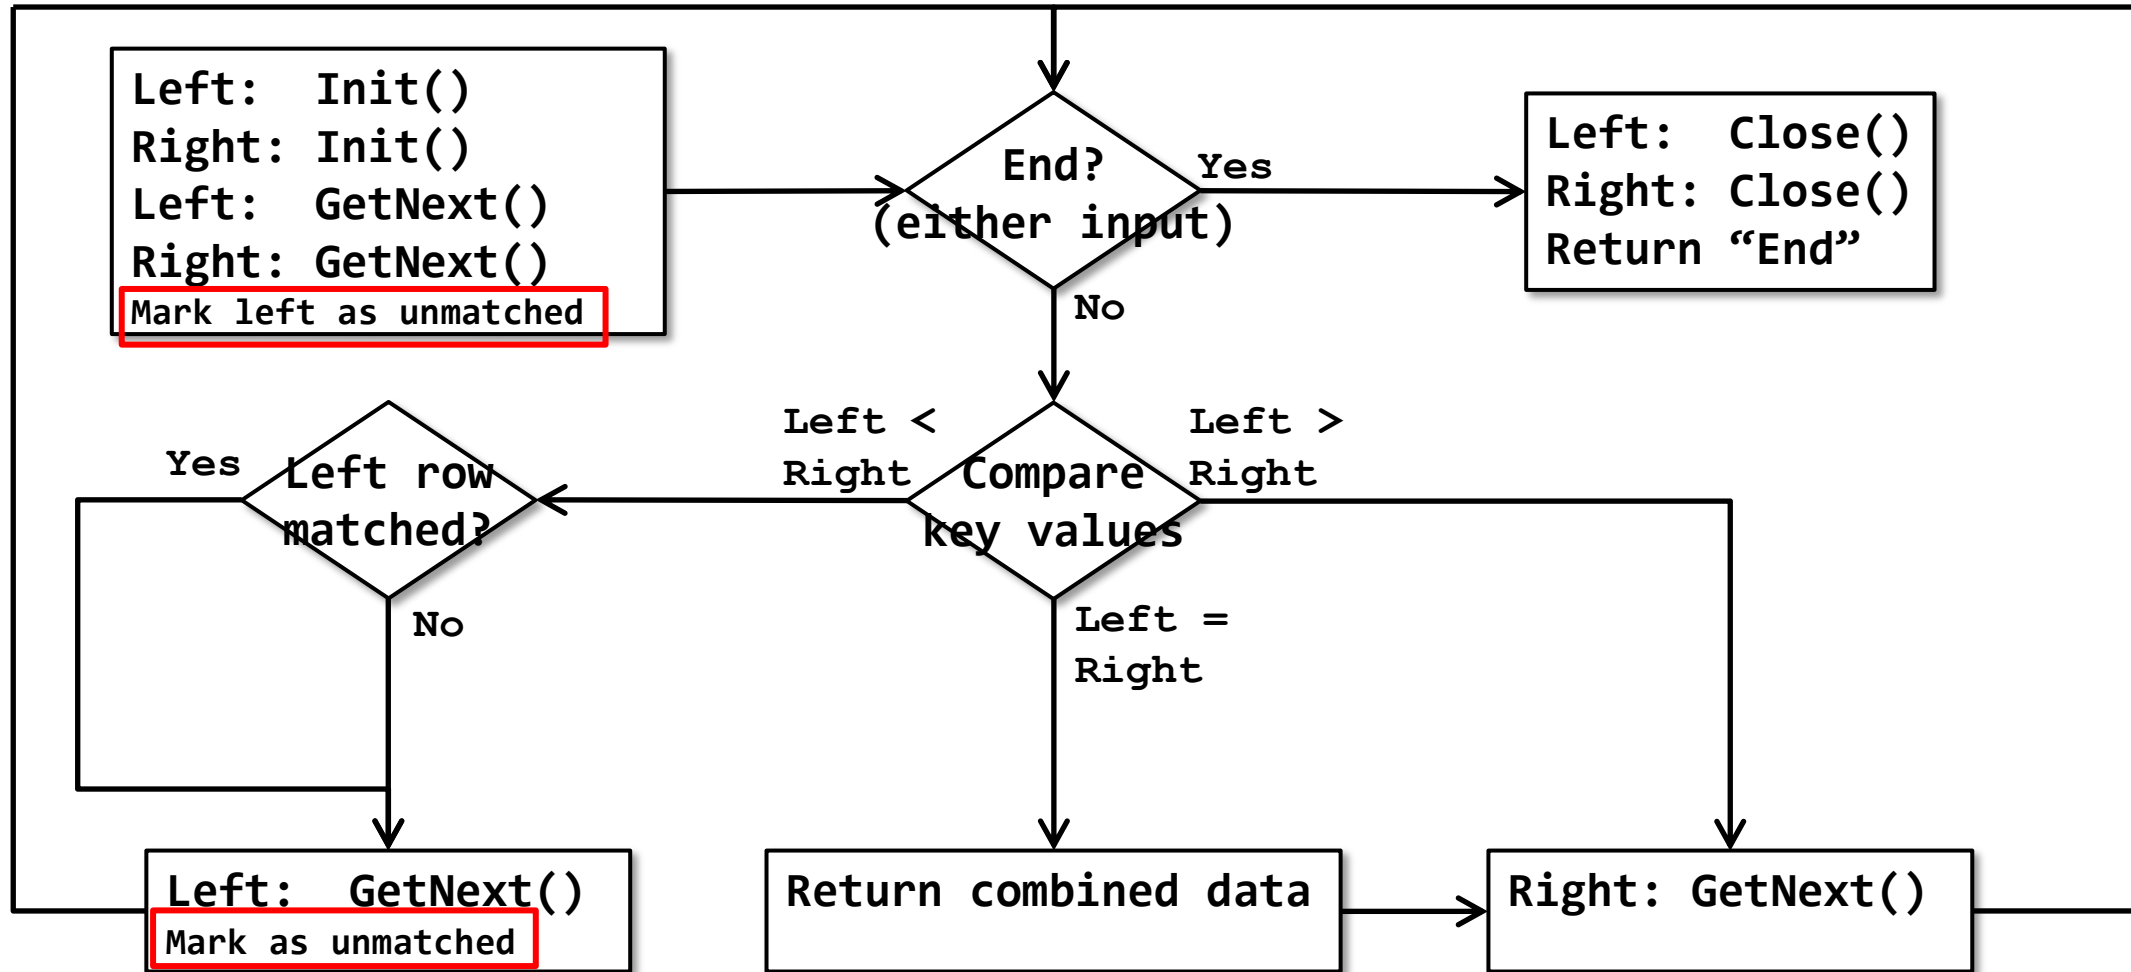 Left:  Init()
Right: Init()
Left:  GetNext()
Right: GetNext()
Mark left as unmatched
End?
(either input)
Yes
No
Left:  Close()
Right: Close()
Return “End”
Left <
Right
Compare
key values
Left >
Right
Left =
Right
Yes
Left row
matched?
No
Left:  GetNext()
Mark as unmatched
Return combined data
Right: GetNext()